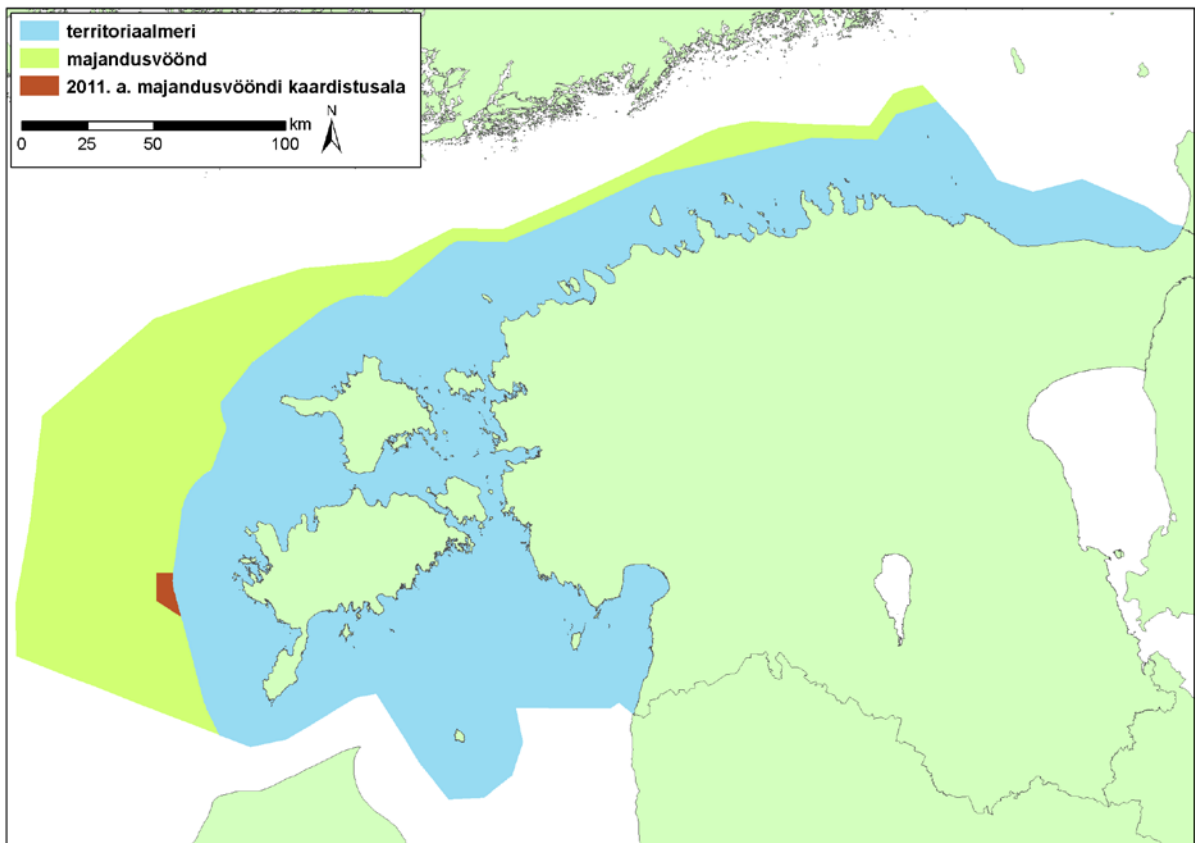 territoriaalmeri
majandusvöönd
2011. a. majandusvööndi kaardistusala
N
km
0 25 50 100